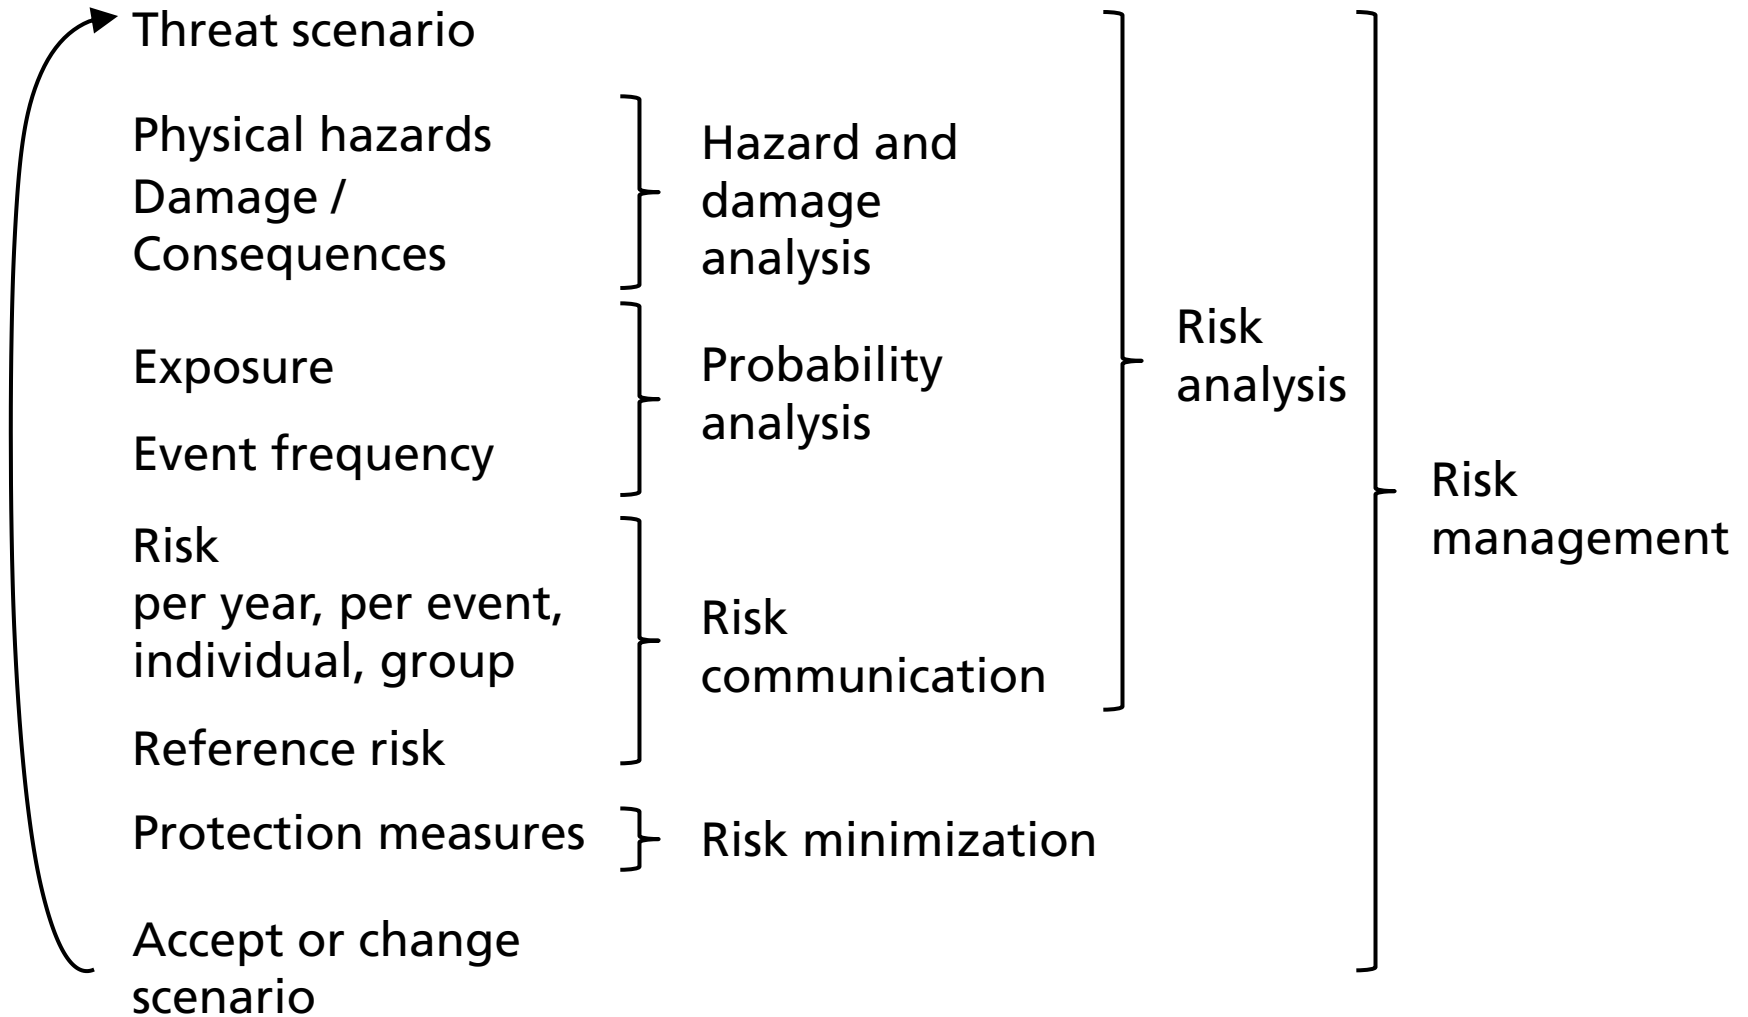 Threat scenario
Physical hazards
Damage /
Consequences
Exposure
Event frequency
Risk
per year, per event,
individual, group
Reference risk
Protection measures
Accept or change
scenario
Hazard and
damage
analysis
Probability
analysis
Risk
communication
Risk minimization
Risk
analysis
Risk
management